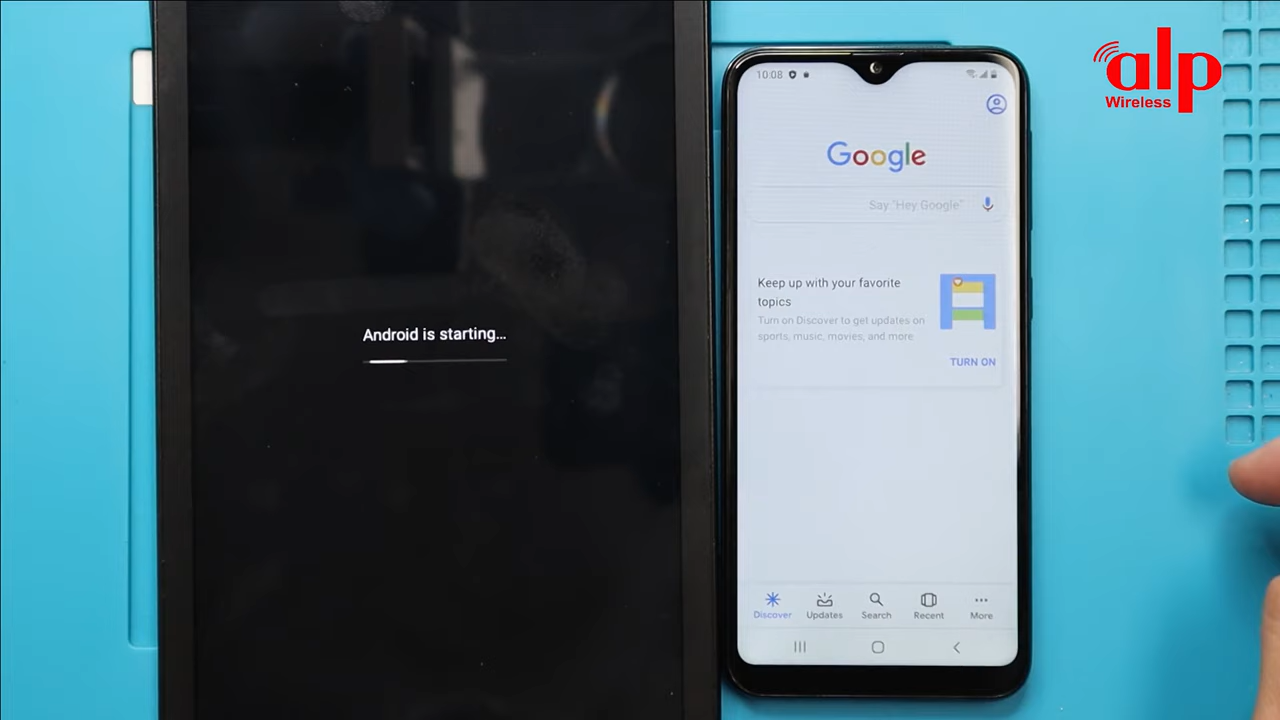 alp
Wireless
Android is starting...
10:08
Google
Say "Hey Google"
Keep up with your favorite
topics
Turn on Discover to get updates on
sports, music, movies, and more
TURN ON
Discover Updates Search Recent More